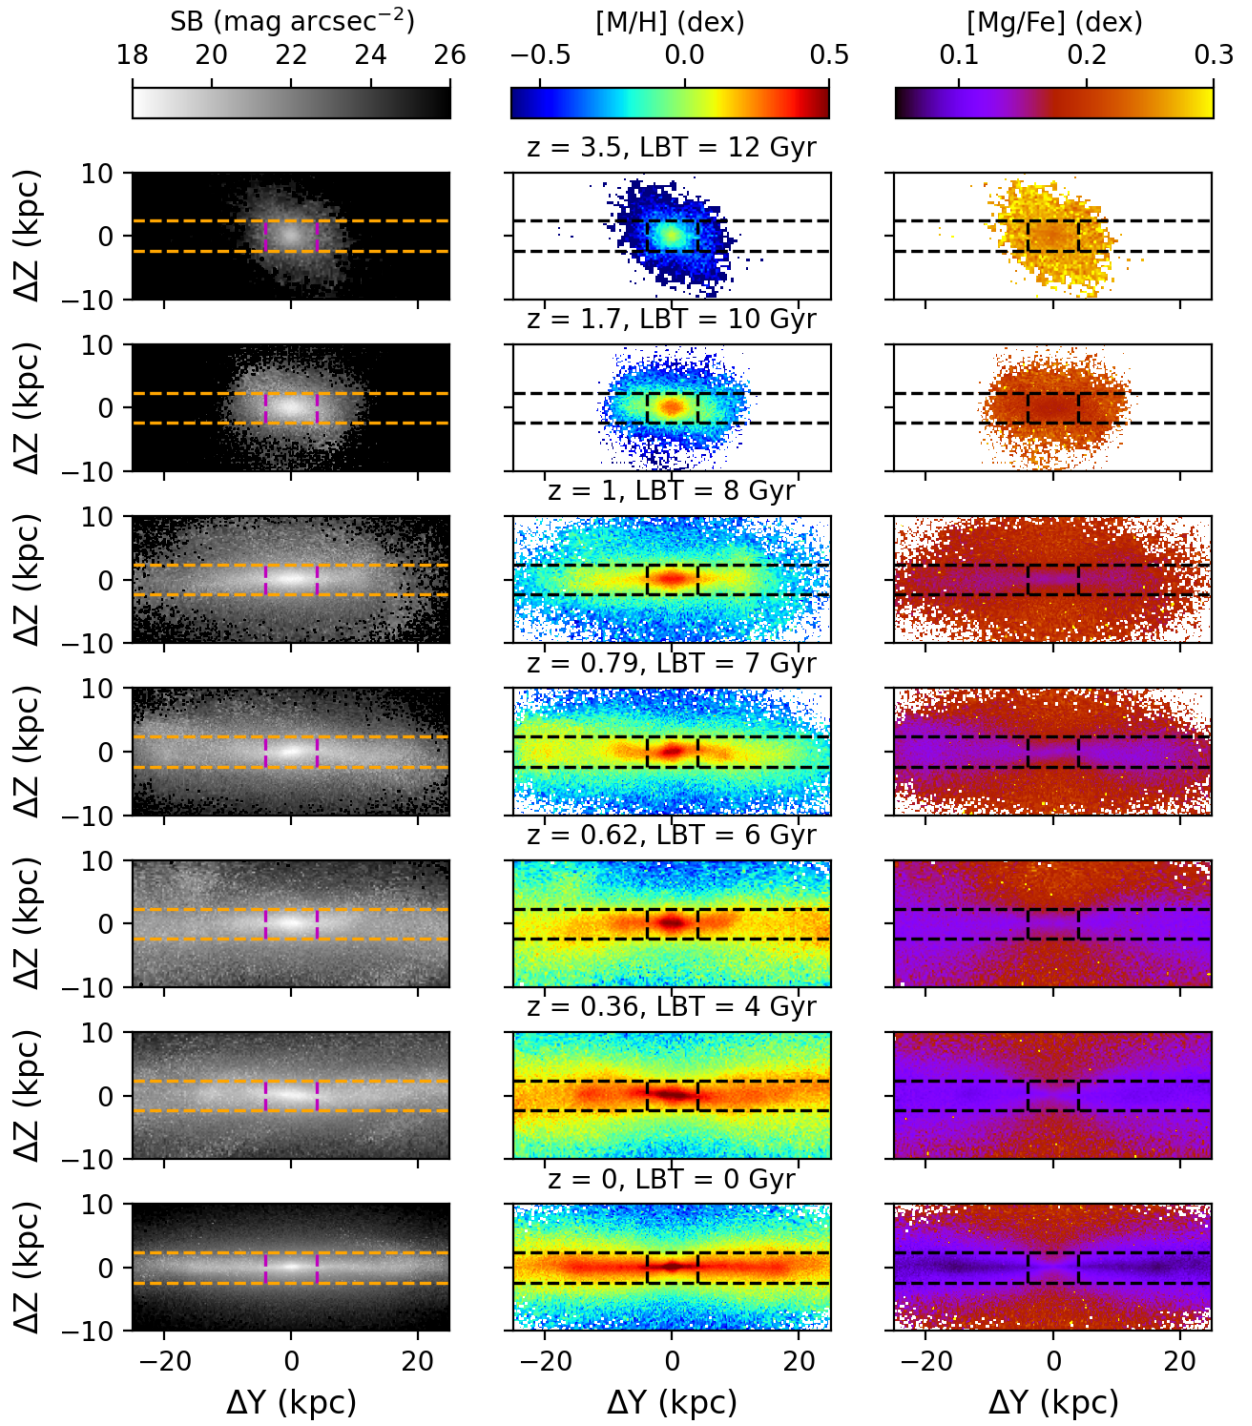 SB (mag arcsec⁻²) [M/H] (dex) [Mg/Fe] (dex)
18 20 22 24 26 −0.5 0.0 0.5 0.1 0.2 0.3
z = 3.5, LBT = 12 Gyr
10
0
−10
ΔZ (kpc)
z = 1.7, LBT = 10 Gyr
10
0
−10
ΔZ (kpc)
z = 1, LBT = 8 Gyr
10
0
−10
ΔZ (kpc)
z = 0.79, LBT = 7 Gyr
10
0
−10
ΔZ (kpc)
z = 0.62, LBT = 6 Gyr
10
0
−10
ΔZ (kpc)
z = 0.36, LBT = 4 Gyr
10
0
−10
ΔZ (kpc)
z = 0, LBT = 0 Gyr
10
0
−10
ΔZ (kpc)
−20 0 20 −20 0 20 −20 0 20
ΔY (kpc) ΔY (kpc) ΔY (kpc)